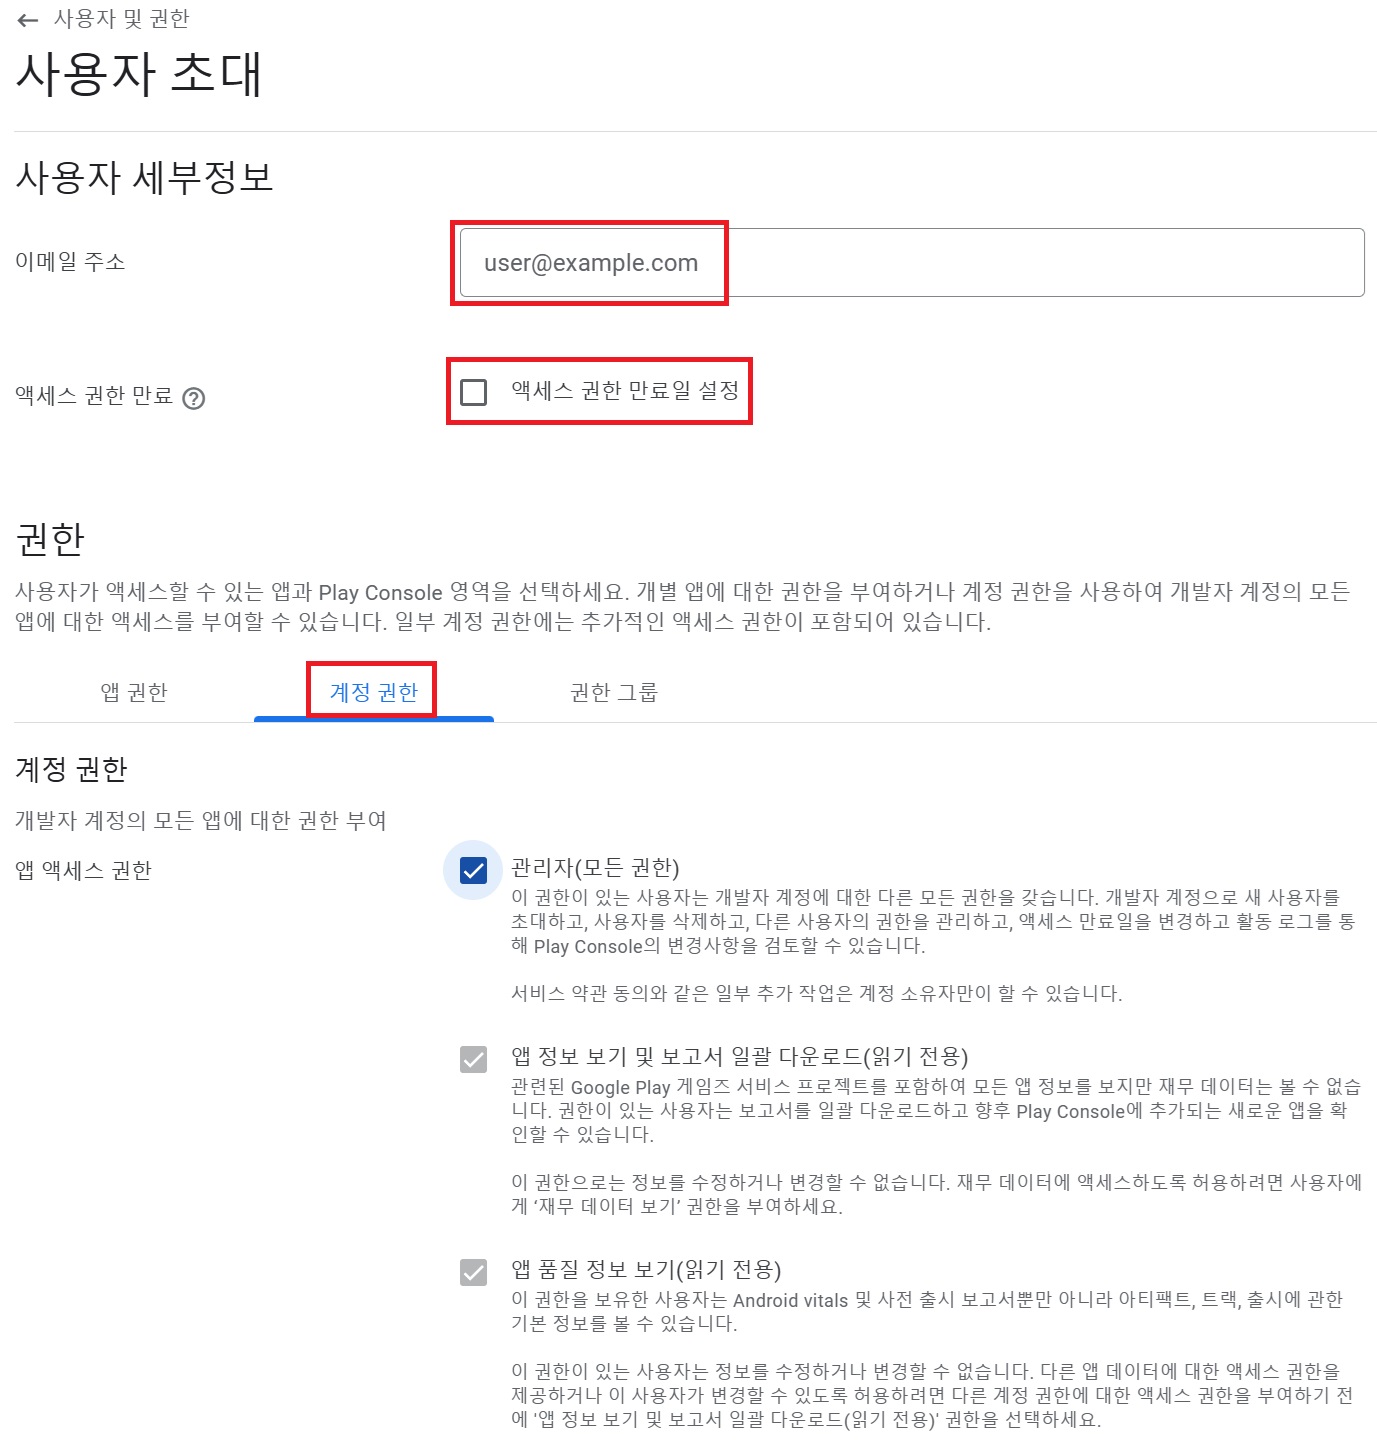 사용자 및 권한
사용자 초대
사용자 세부정보
이메일 주소
user@example.com
액세스 권한 만료
액세스 권한 만료일 설정
권한
사용자가 액세스할 수 있는 앱과 Play Console 영역을 선택하세요. 개별 앱에 대한 권한을 부여하거나 계정 권한을 사용하여 개발자 계정의 모든
앱에 대한 액세스를 부여할 수 있습니다. 일부 계정 권한에는 추가적인 액세스 권한이 포함되어 있습니다.
앱 권한 계정 권한 권한 그룹
계정 권한
개발자 계정의 모든 앱에 대한 권한 부여
앱 액세스 권한
관리자(모든 권한)
이 권한이 있는 사용자는 개발자 계정에 대한 다른 모든 권한을 갖습니다. 개발자 계정으로 새 사용자를
초대하고, 사용자를 삭제하고, 다른 사용자의 권한을 관리하고, 액세스 만료일을 변경하고 활동 로그를 통
해 Play Console의 변경사항을 검토할 수 있습니다.
서비스 약관 동의와 같은 일부 추가 작업은 계정 소유자만이 할 수 있습니다.
앱 정보 보기 및 보고서 일괄 다운로드(읽기 전용)
관련된 Google Play 게임즈 서비스 프로젝트를 포함하여 모든 앱 정보를 보지만 재무 데이터는 볼 수 없습
니다. 권한이 있는 사용자는 보고서를 일괄 다운로드하고 향후 Play Console에 추가되는 새로운 앱을 확
인할 수 있습니다.
이 권한으로는 정보를 수정하거나 변경할 수 없습니다. 재무 데이터에 액세스하도록 허용하려면 사용자에
게 ‘재무 데이터 보기’ 권한을 부여하세요.
앱 품질 정보 보기(읽기 전용)
이 권한을 보유한 사용자는 Android vitals 및 사전 출시 보고서뿐만 아니라 아티팩트, 트랙, 출시에 관한
기본 정보를 볼 수 있습니다.
이 권한이 있는 사용자는 정보를 수정하거나 변경할 수 없습니다. 다른 앱 데이터에 대한 액세스 권한을
제공하거나 이 사용자가 변경할 수 있도록 허용하려면 다른 계정 권한에 대한 액세스 권한을 부여하기 전
에 '앱 정보 보기 및 보고서 일괄 다운로드(읽기 전용)' 권한을 선택하세요.